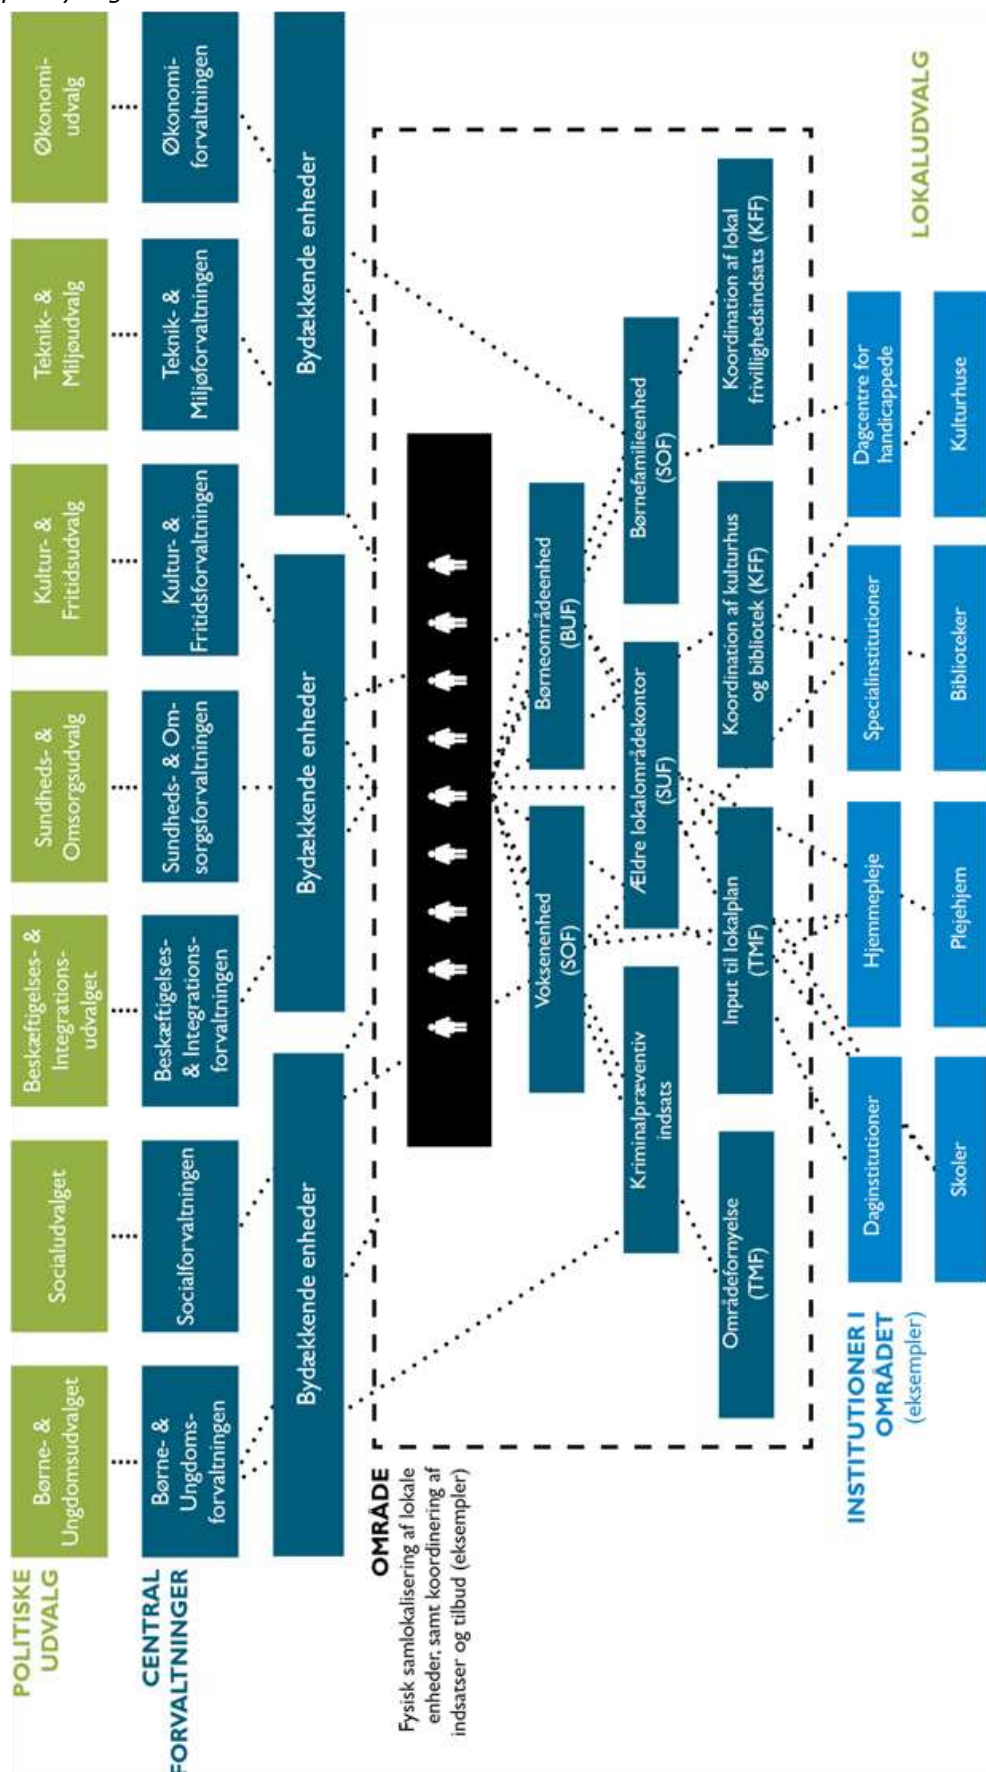 POLITISKE
UDVALG
Børne- &
Ungdomsudvalget
Socialudvalget
Beskæftigelses- &
Integrations-
udvalget
Sundheds- &
Omsorgsudvalg
Kultur- &
Fritidsudvalg
Teknik- &
Miljøudvalg
Økonomi-
udvalg
CENTRAL
FORVALTNINGER
Børne- &
Ungdoms-
forvaltningen
Socialforvaltningen
Beskæftigelses-
& Integrations-
forvaltningen
Sundheds- & Om-
sorgsforvaltningen
Kultur- &
Fritidsforvaltningen
Teknik- &
Miljøforvaltningen
Økonomi-
forvaltningen
Bydækkende enheder
Bydækkende enheder
Bydækkende enheder
OMRÅDE
Fysisk samlokalisering af lokale
enheder, samt koordinering af
indsatser og tilbud (eksempler)
Voksenenhed
(SOF)
Børneområdeenhed
(BUF)
Kriminalpræventiv
indsats
Ældre lokalområdekontor
(SUF)
Børnefamilieenhed
(SOF)
Områdefornyelse
(TMF)
Input til lokalplan
(TMF)
Koordination af kulturhus
og bibliotek (KFF)
Koordination af lokal
frivillighedsindsats (KFF)
INSTITUTIONER I
OMRÅDET
(eksempler)
Daginstitutioner
Hjemmepleje
Specialinstitutioner
Dagcentre for
handicappede
Skoler
Plejehjem
Biblioteker
Kulturhuse
LOKALUDVALG